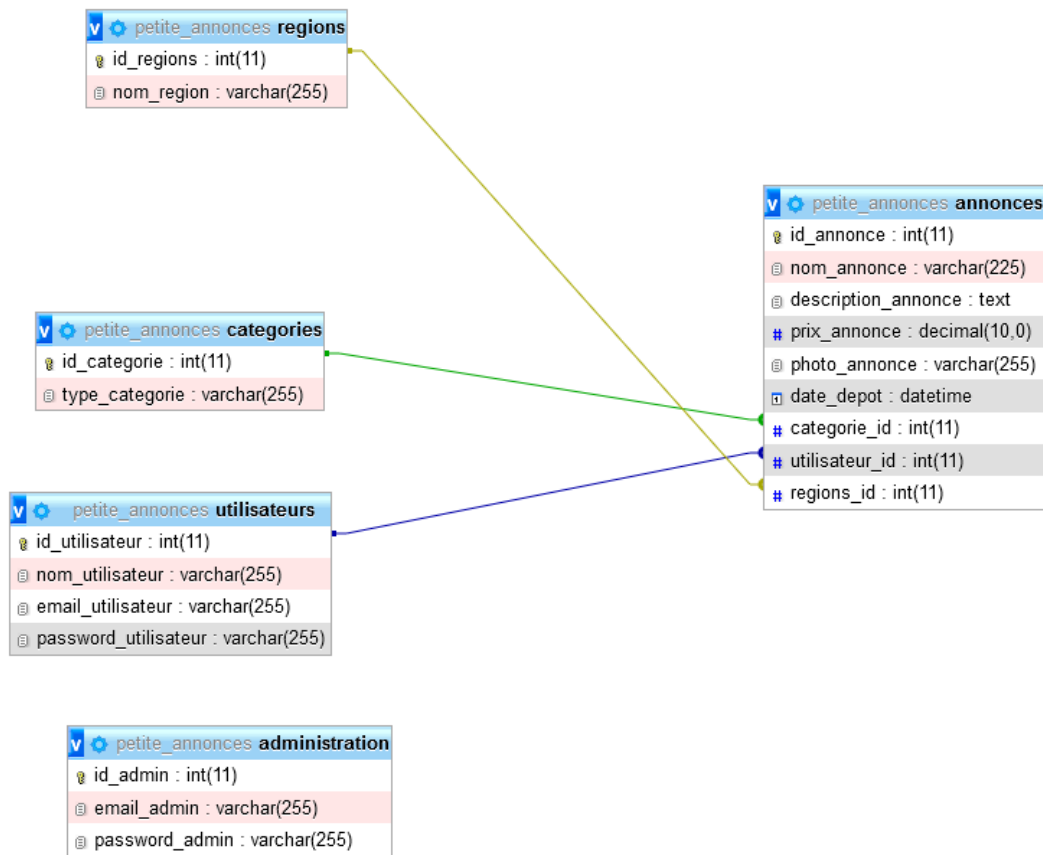 v petite_annonces regions
id_regions : int(11)
nom_region : varchar(255)
v petite_annonces annonces
id_annonce : int(11)
nom_annonce : varchar(225)
description_annonce : text
prix_annonce : decimal(10,0)
photo_annonce : varchar(255)
date_depot : datetime
categorie_id : int(11)
utilisateur_id : int(11)
regions_id : int(11)
v petite_annonces categories
id_categorie : int(11)
type_categorie : varchar(255)
v petite_annonces utilisateurs
id_utilisateur : int(11)
nom_utilisateur : varchar(255)
email_utilisateur : varchar(255)
password_utilisateur : varchar(255)
v petite_annonces administration
id_admin : int(11)
email_admin : varchar(255)
password_admin : varchar(255)